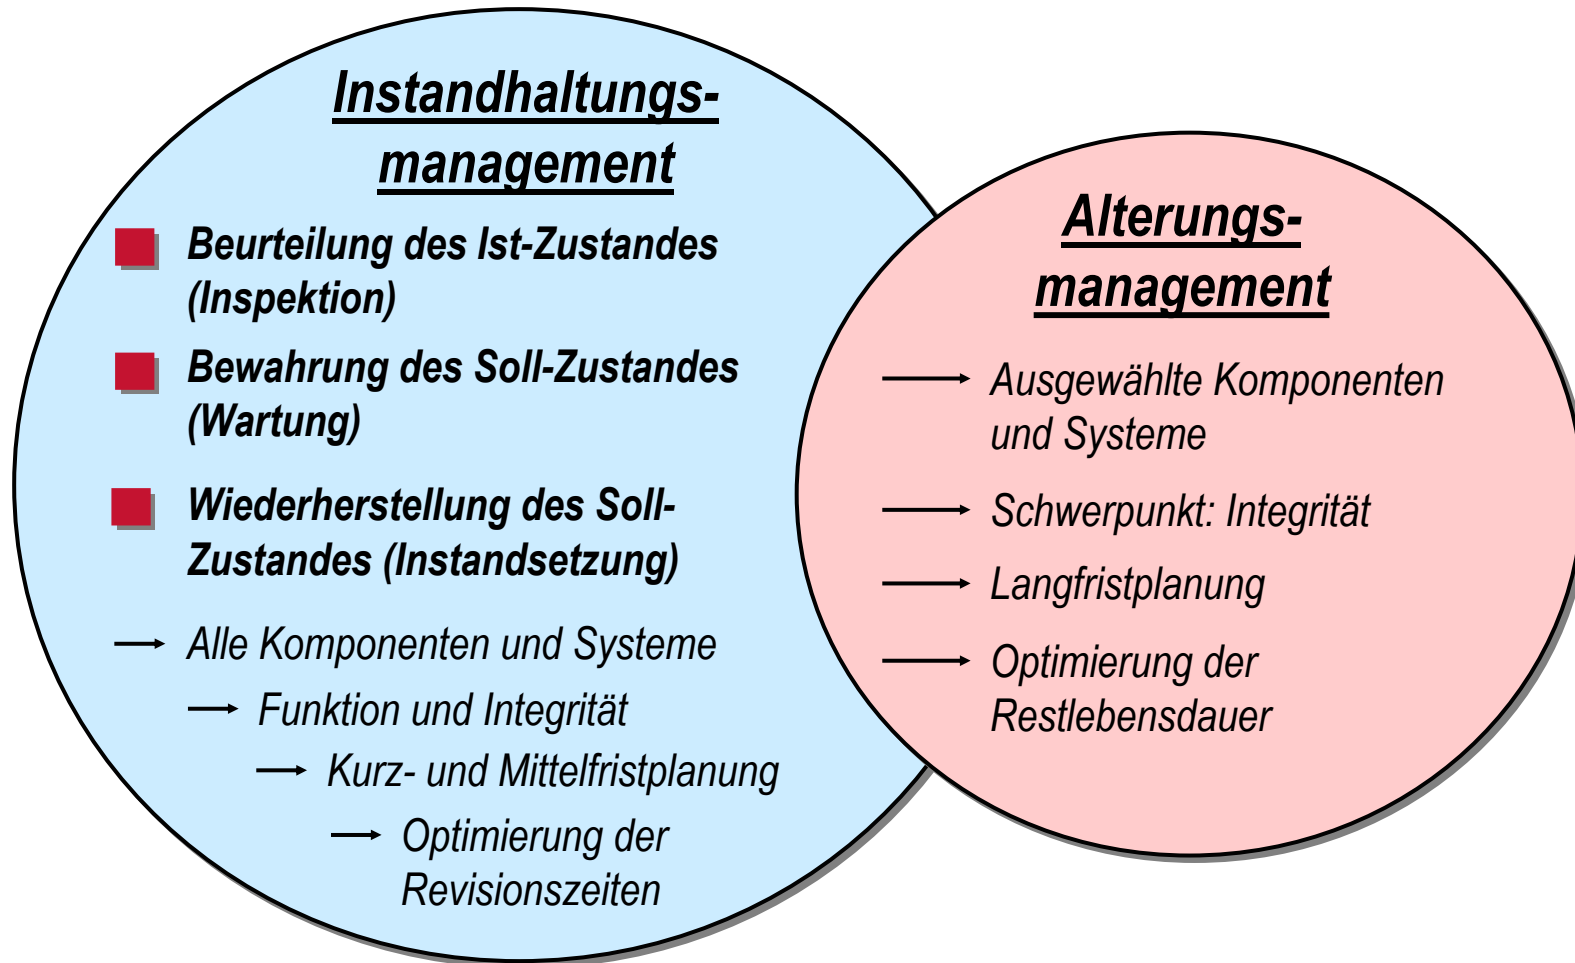 Instandhaltungs-
management
Beurteilung des Ist-Zustandes
(Inspektion)
Bewahrung des Soll-Zustandes
(Wartung)
Wiederherstellung des Soll-
Zustandes (Instandsetzung)
Alle Komponenten und Systeme
Funktion und Integrität
Kurz- und Mittelfristplanung
Optimierung der
Revisionszeiten
Alterungs-
management
Ausgewählte Komponenten
und Systeme
Schwerpunkt: Integrität
Langfristplanung
Optimierung der
Restlebensdauer